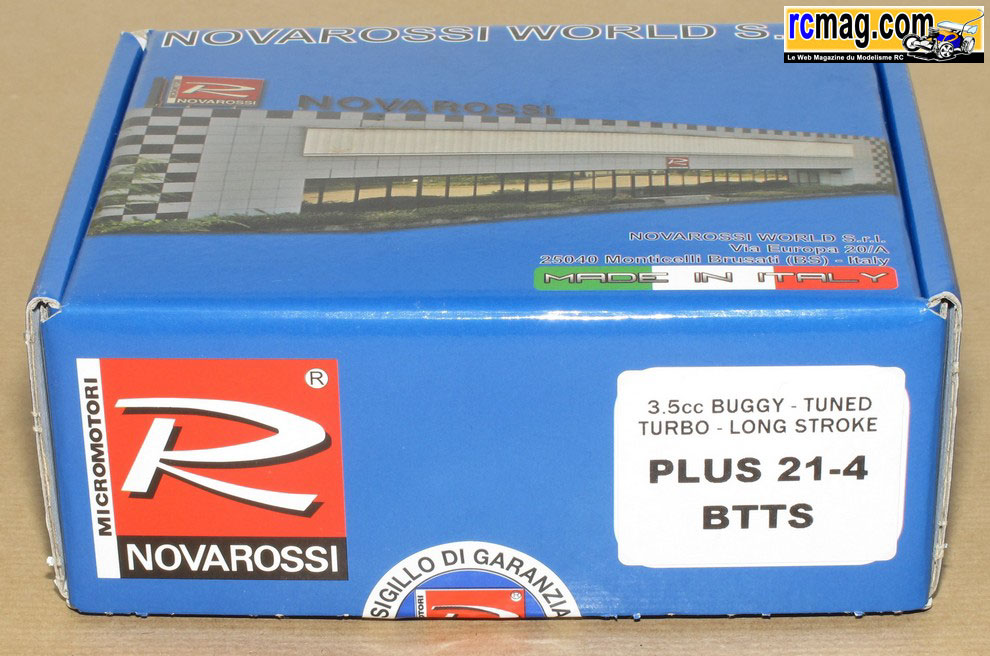 rcmag.com
Le Web Magazine du Modelisme RC
NOVAROSSI WORLD S.
R
NOVAROSSI
NOVAROSSI
R
NOVAROSSI WORLD S.r.l.
Via Europa 20/A
25040 Monticelli Brusati (BS) - Italy
MADE IN ITALY
MICROMOTORI
R
®
NOVAROSSI
3.5cc BUGGY - TUNED
TURBO - LONG STROKE
PLUS 21-4
BTTS
SIGILLO DI GARANZIA
R
®